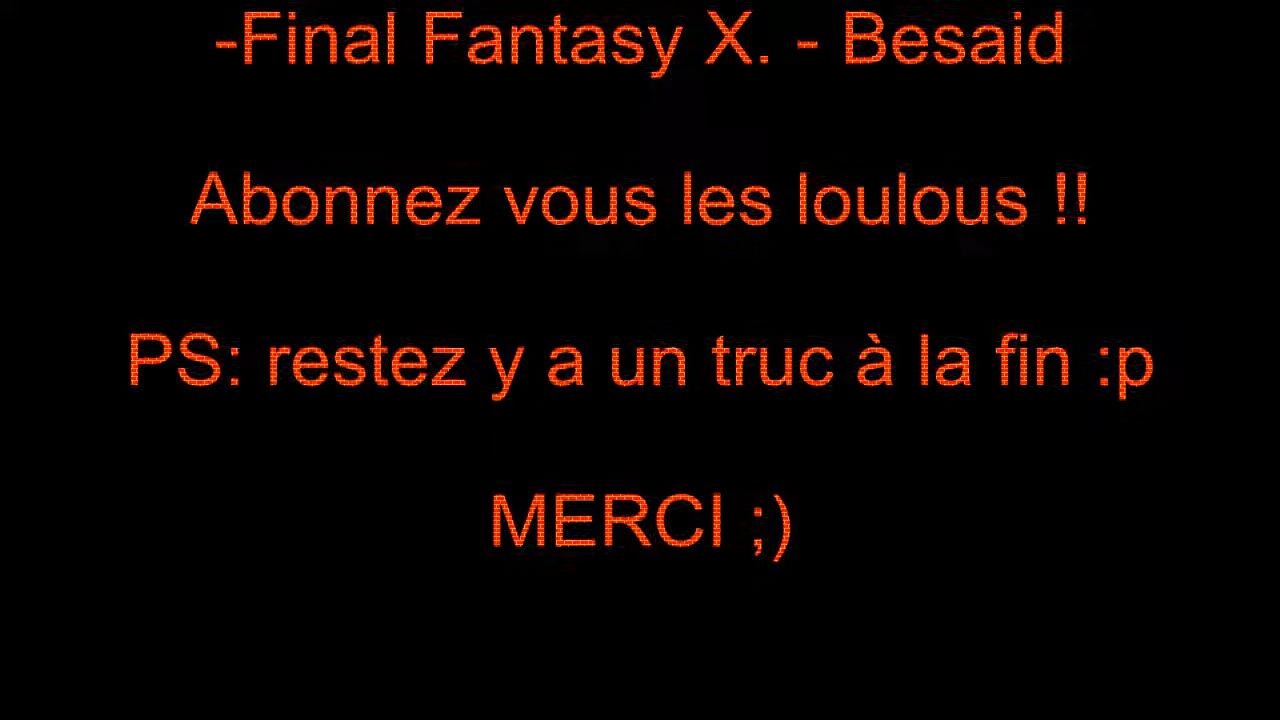 -Final Fantasy X. - Besaid
Abonnez vous les loulous !!
PS: restez y a un truc à la fin :p
MERCI ;)